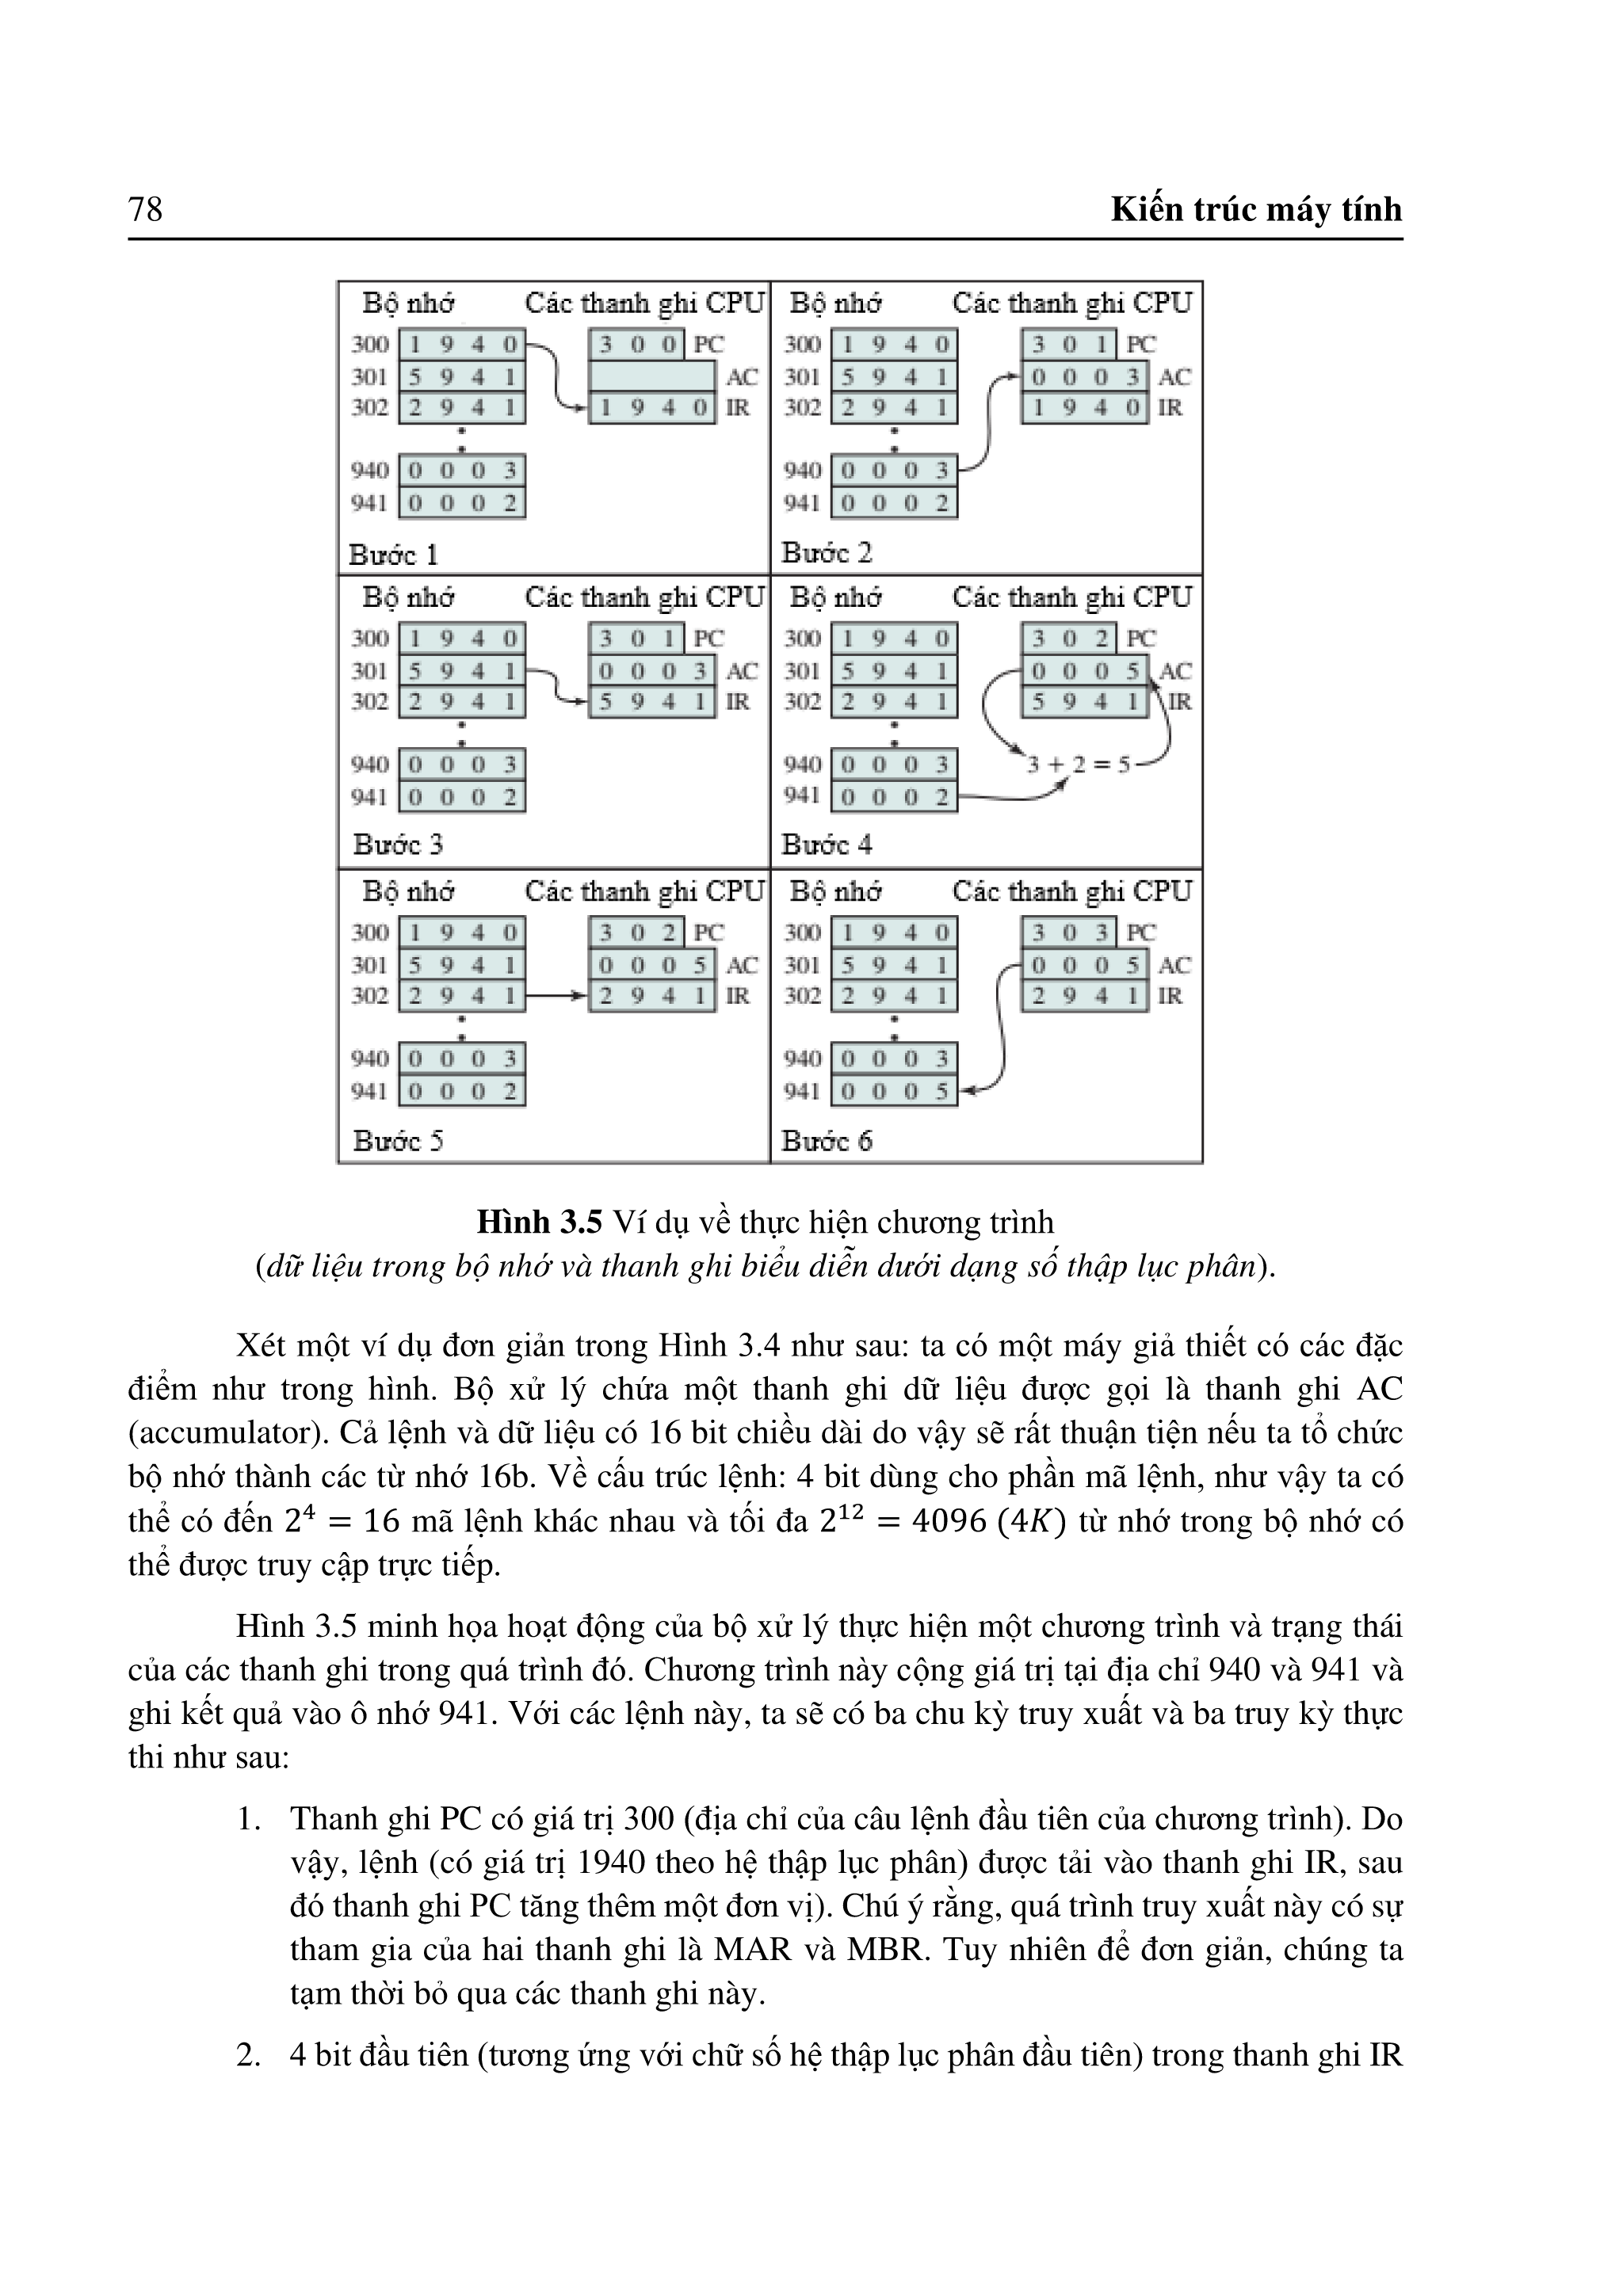 78 Kiến trúc máy tính
Bộ nhớ Các thanh ghi CPU
300 1 9 4 0 3 0 0 PC
301 5 9 4 1 AC
302 2 9 4 1 1 9 4 0 IR
940 0 0 0 3
941 0 0 0 2
Bước 1
Bộ nhớ Các thanh ghi CPU
300 1 9 4 0 3 0 1 PC
301 5 9 4 1 0 0 0 3 AC
302 2 9 4 1 1 9 4 0 IR
940 0 0 0 3
941 0 0 0 2
Bước 2
Bộ nhớ Các thanh ghi CPU
300 1 9 4 0 3 0 1 PC
301 5 9 4 1 0 0 0 3 AC
302 2 9 4 1 5 9 4 1 IR
940 0 0 0 3
941 0 0 0 2
Bước 3
Bộ nhớ Các thanh ghi CPU
300 1 9 4 0 3 0 2 PC
301 5 9 4 1 0 0 0 5 AC
302 2 9 4 1 5 9 4 1 IR
940 0 0 0 3 3 + 2 = 5
941 0 0 0 2
Bước 4
Bộ nhớ Các thanh ghi CPU
300 1 9 4 0 3 0 2 PC
301 5 9 4 1 0 0 0 5 AC
302 2 9 4 1 2 9 4 1 IR
940 0 0 0 3
941 0 0 0 2
Bước 5
Bộ nhớ Các thanh ghi CPU
300 1 9 4 0 3 0 3 PC
301 5 9 4 1 0 0 0 5 AC
302 2 9 4 1 2 9 4 1 IR
940 0 0 0 3
941 0 0 0 5
Bước 6
Hình 3.5 Ví dụ về thực hiện chương trình
(dữ liệu trong bộ nhớ và thanh ghi biểu diễn dưới dạng số thập lục phân).
Xét một ví dụ đơn giản trong Hình 3.4 như sau: ta có một máy giả thiết có các đặc
điểm như trong hình. Bộ xử lý chứa một thanh ghi dữ liệu được gọi là thanh ghi AC
(accumulator). Cả lệnh và dữ liệu có 16 bit chiều dài do vậy sẽ rất thuận tiện nếu ta tổ chức
bộ nhớ thành các từ nhớ 16b. Về cấu trúc lệnh: 4 bit dùng cho phần mã lệnh, như vậy ta có
thể có đến 2⁴ = 16 mã lệnh khác nhau và tối đa 2¹² = 4096 (4K) từ nhớ trong bộ nhớ có
thể được truy cập trực tiếp.
Hình 3.5 minh họa hoạt động của bộ xử lý thực hiện một chương trình và trạng thái
của các thanh ghi trong quá trình đó. Chương trình này cộng giá trị tại địa chỉ 940 và 941 và
ghi kết quả vào ô nhớ 941. Với các lệnh này, ta sẽ có ba chu kỳ truy xuất và ba truy kỳ thực
thi như sau:
1. Thanh ghi PC có giá trị 300 (địa chỉ của câu lệnh đầu tiên của chương trình). Do
vậy, lệnh (có giá trị 1940 theo hệ thập lục phân) được tải vào thanh ghi IR, sau
đó thanh ghi PC tăng thêm một đơn vị). Chú ý rằng, quá trình truy xuất này có sự
tham gia của hai thanh ghi là MAR và MBR. Tuy nhiên để đơn giản, chúng ta
tạm thời bỏ qua các thanh ghi này.
2. 4 bit đầu tiên (tương ứng với chữ số hệ thập lục phân đầu tiên) trong thanh ghi IR